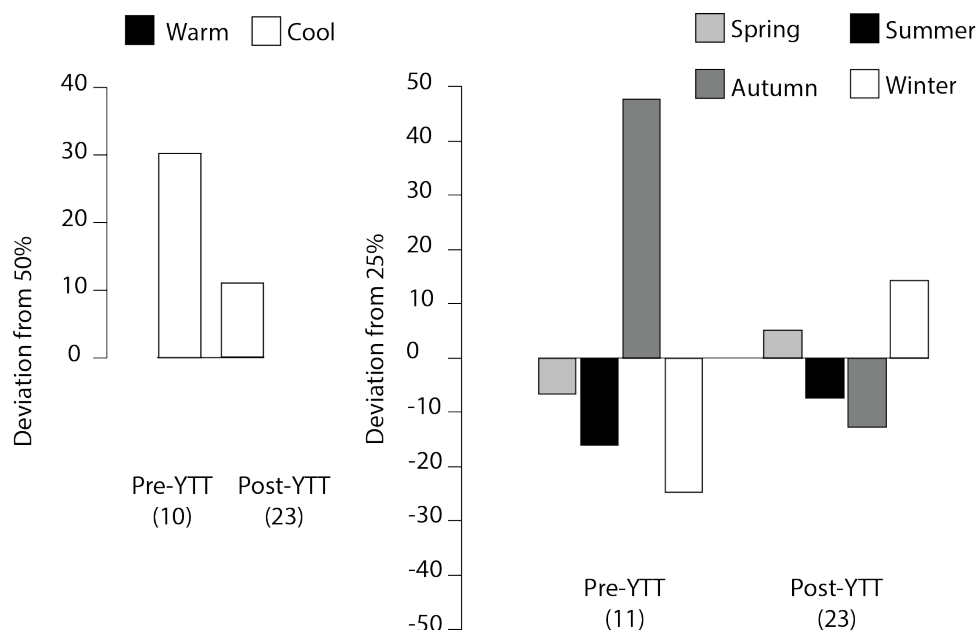 Warm Cool
40
30
20
10
0
Deviation from 50%
Pre-YTT Post-YTT
(10) (23)
Spring Summer
Autumn Winter
50
40
30
20
10
0
-10
-20
-30
-40
-50
Deviation from 25%
Pre-YTT Post-YTT
(11) (23)